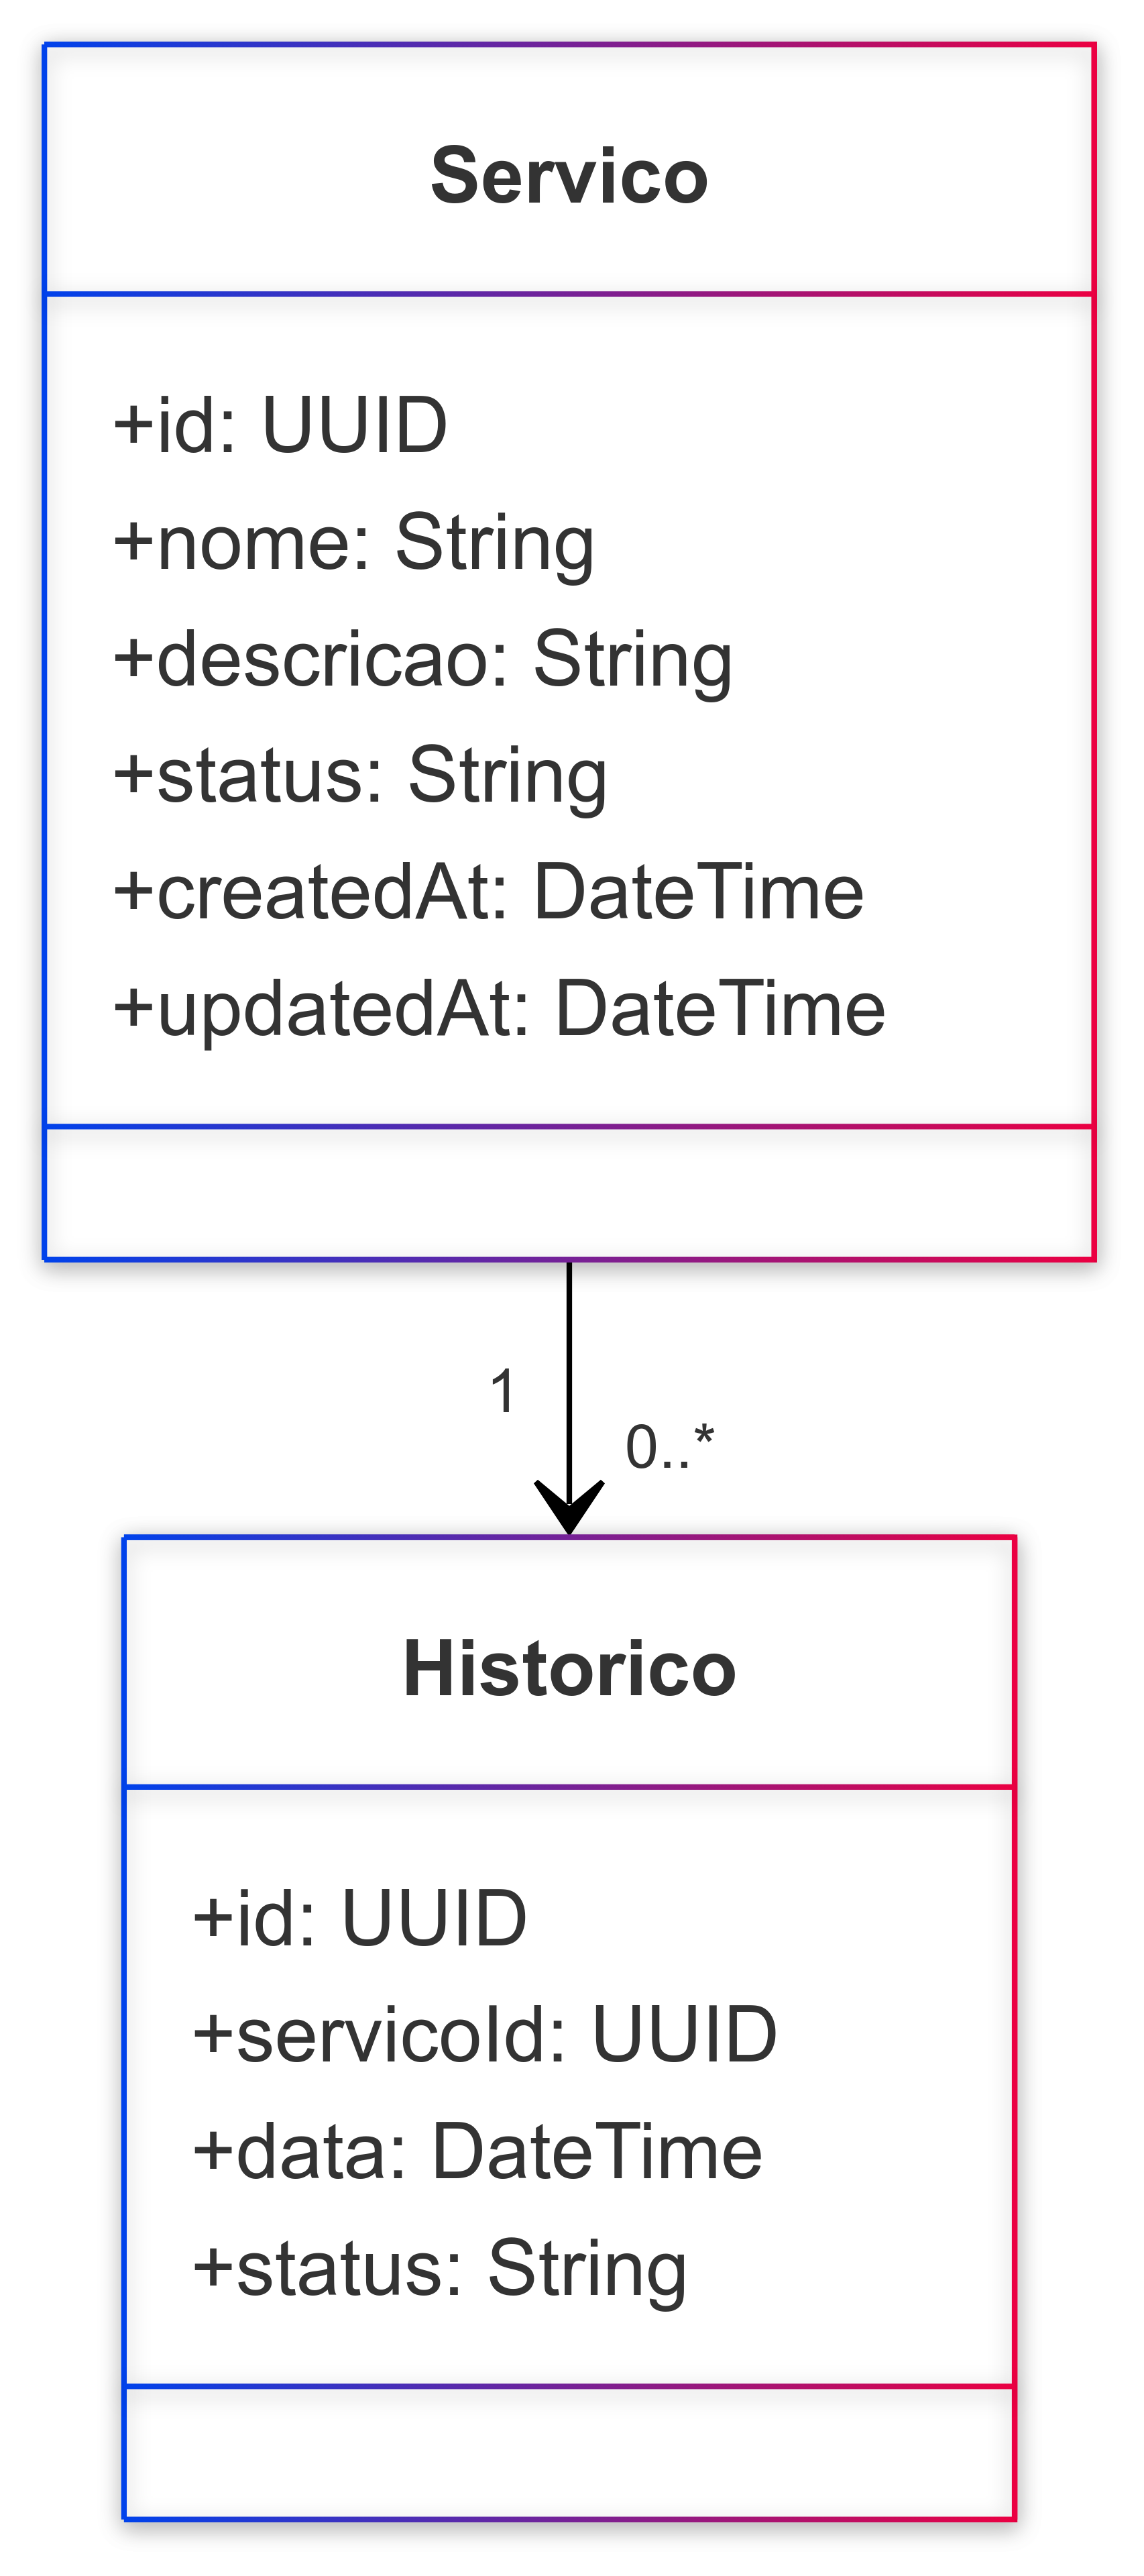 Servico
+id: UUID
+nome: String
+descricao: String
+status: String
+createdAt: DateTime
+updatedAt: DateTime
1
0..*
Historico
+id: UUID
+servicoId: UUID
+data: DateTime
+status: String